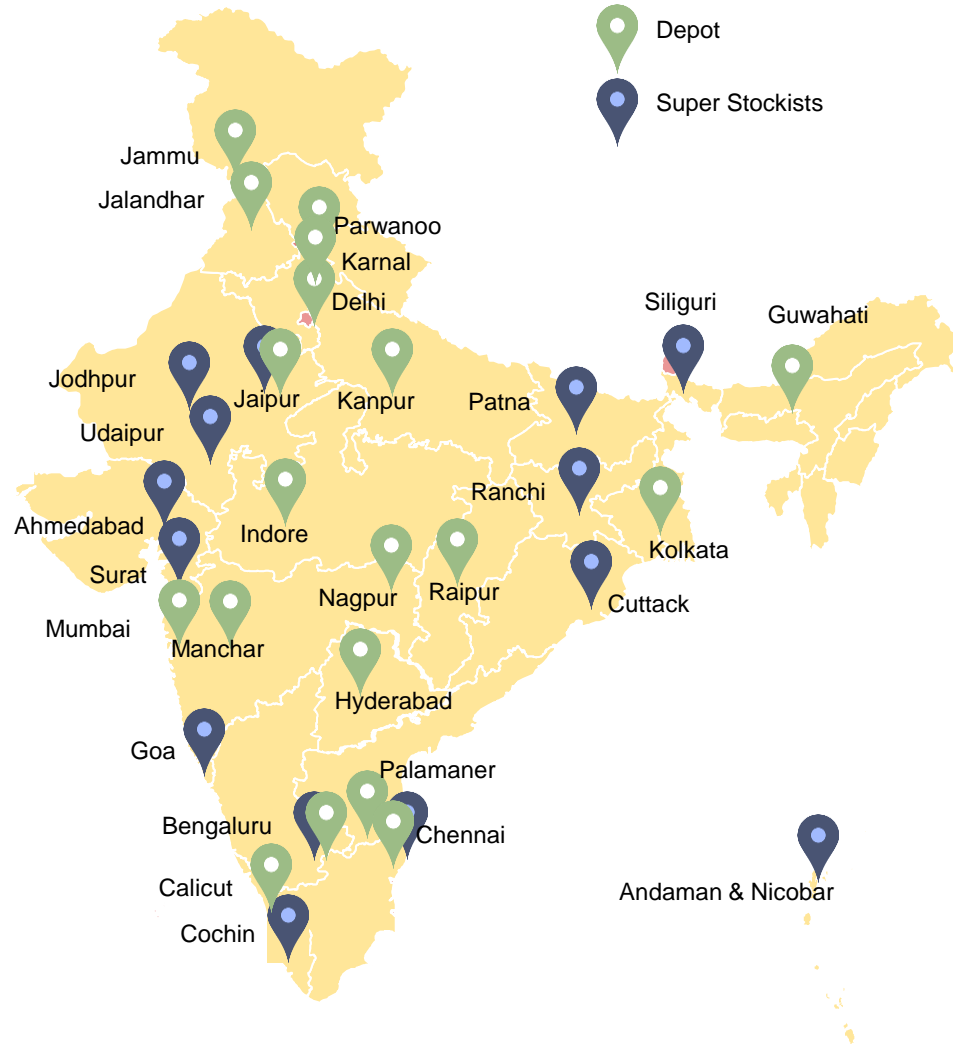 Depot
Super Stockists
Jammu
Jalandhar
Parwanoo
Karnal
Delhi
Siliguri
Guwahati
Jodhpur
Jaipur
Kanpur
Patna
Udaipur
Ranchi
Ahmedabad
Indore
Kolkata
Surat
Nagpur
Raipur
Cuttack
Mumbai
Manchar
Hyderabad
Goa
Palamaner
Bengaluru
Chennai
Calicut
Andaman & Nicobar
Cochin